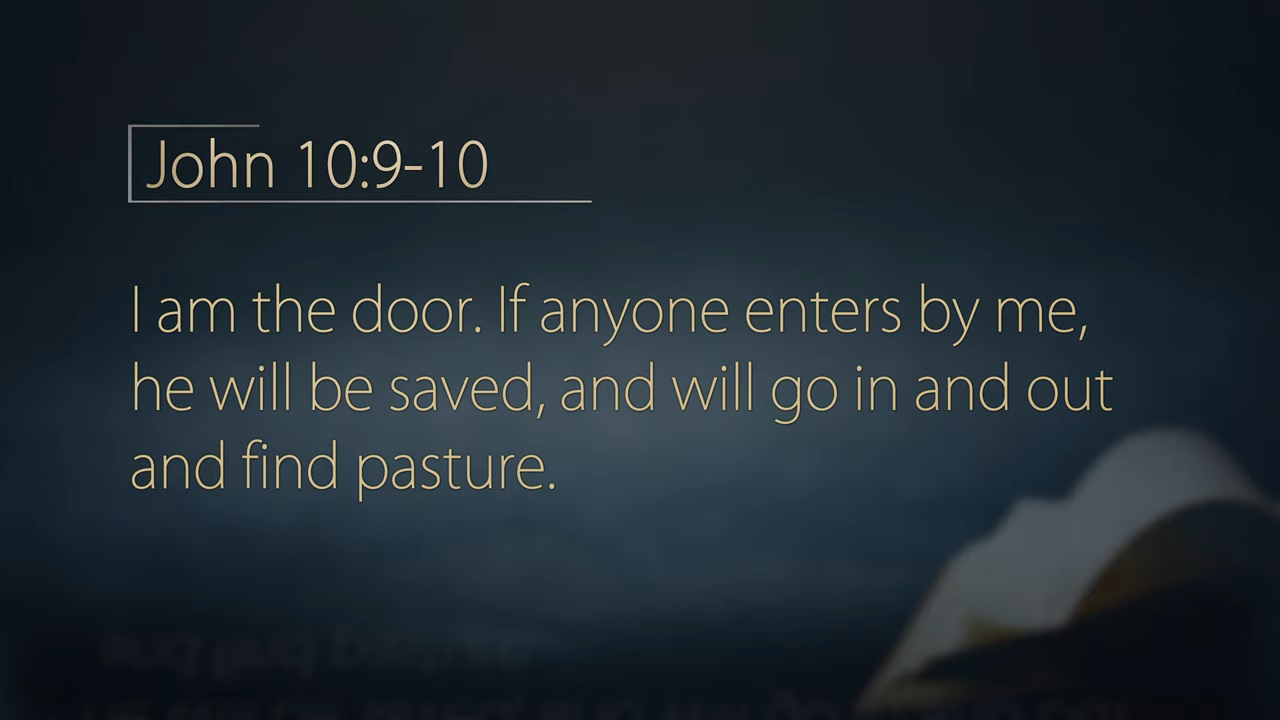 John 10:9-10
I am the door. If anyone enters by me,
he will be saved, and will go in and out
and find pasture.